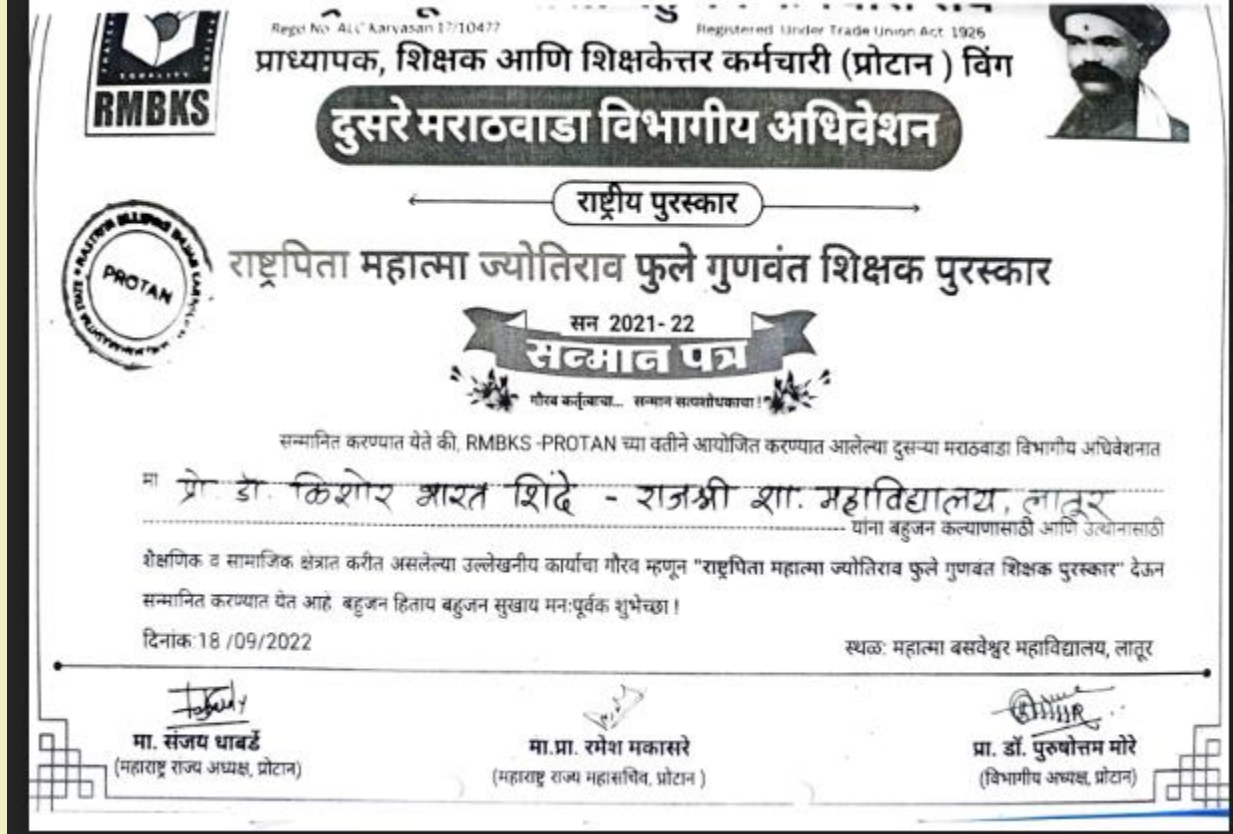 Regd No. ALC Karyasan 17/10477
Registered Under Trade Union Act 1926
EQUALITY
RMBKS
प्राध्यापक, शिक्षक आणि शिक्षकेत्तर कर्मचारी (प्रोटान ) विंग
दुसरे मराठवाडा विभागीय अधिवेशन
राष्ट्रीय पुरस्कार
PROTAN
राष्ट्रपिता महात्मा ज्योतिराव फुले गुणवंत शिक्षक पुरस्कार
सन 2021- 22
सन्मान पत्र
गौरव कर्तृत्वाचा... सन्मान सत्यशोधकाचा !
सन्मानित करण्यात येते की, RMBKS -PROTAN च्या वतीने आयोजित करण्यात आलेल्या दुसऱ्या मराठवाडा विभागीय अधिवेशनात
मा प्रो. डॉ. किशोर भारत शिंदे - राजश्री शा. महाविद्यालय, लातूर
यांना बहुजन कल्याणासाठी आणि उत्थानासाठी
शैक्षणिक व सामाजिक क्षेत्रात करीत असलेल्या उल्लेखनीय कार्याचा गौरव म्हणून "राष्ट्रपिता महात्मा ज्योतिराव फुले गुणवंत शिक्षक पुरस्कार" देऊन
सन्मानित करण्यात येत आहे बहुजन हिताय बहुजन सुखाय मन:पूर्वक शुभेच्छा !
दिनांक:18 /09/2022
स्थळ: महात्मा बसवेश्वर महाविद्यालय, लातूर
मा. संजय धाबर्डे
(महाराष्ट्र राज्य अध्यक्ष, प्रोटान)
मा.प्रा. रमेश मकासरे
(महाराष्ट्र राज्य महासचिव, प्रोटान )
प्रा. डॉ. पुरुषोत्तम मोरे
(विभागीय अध्यक्ष, प्रोटान)